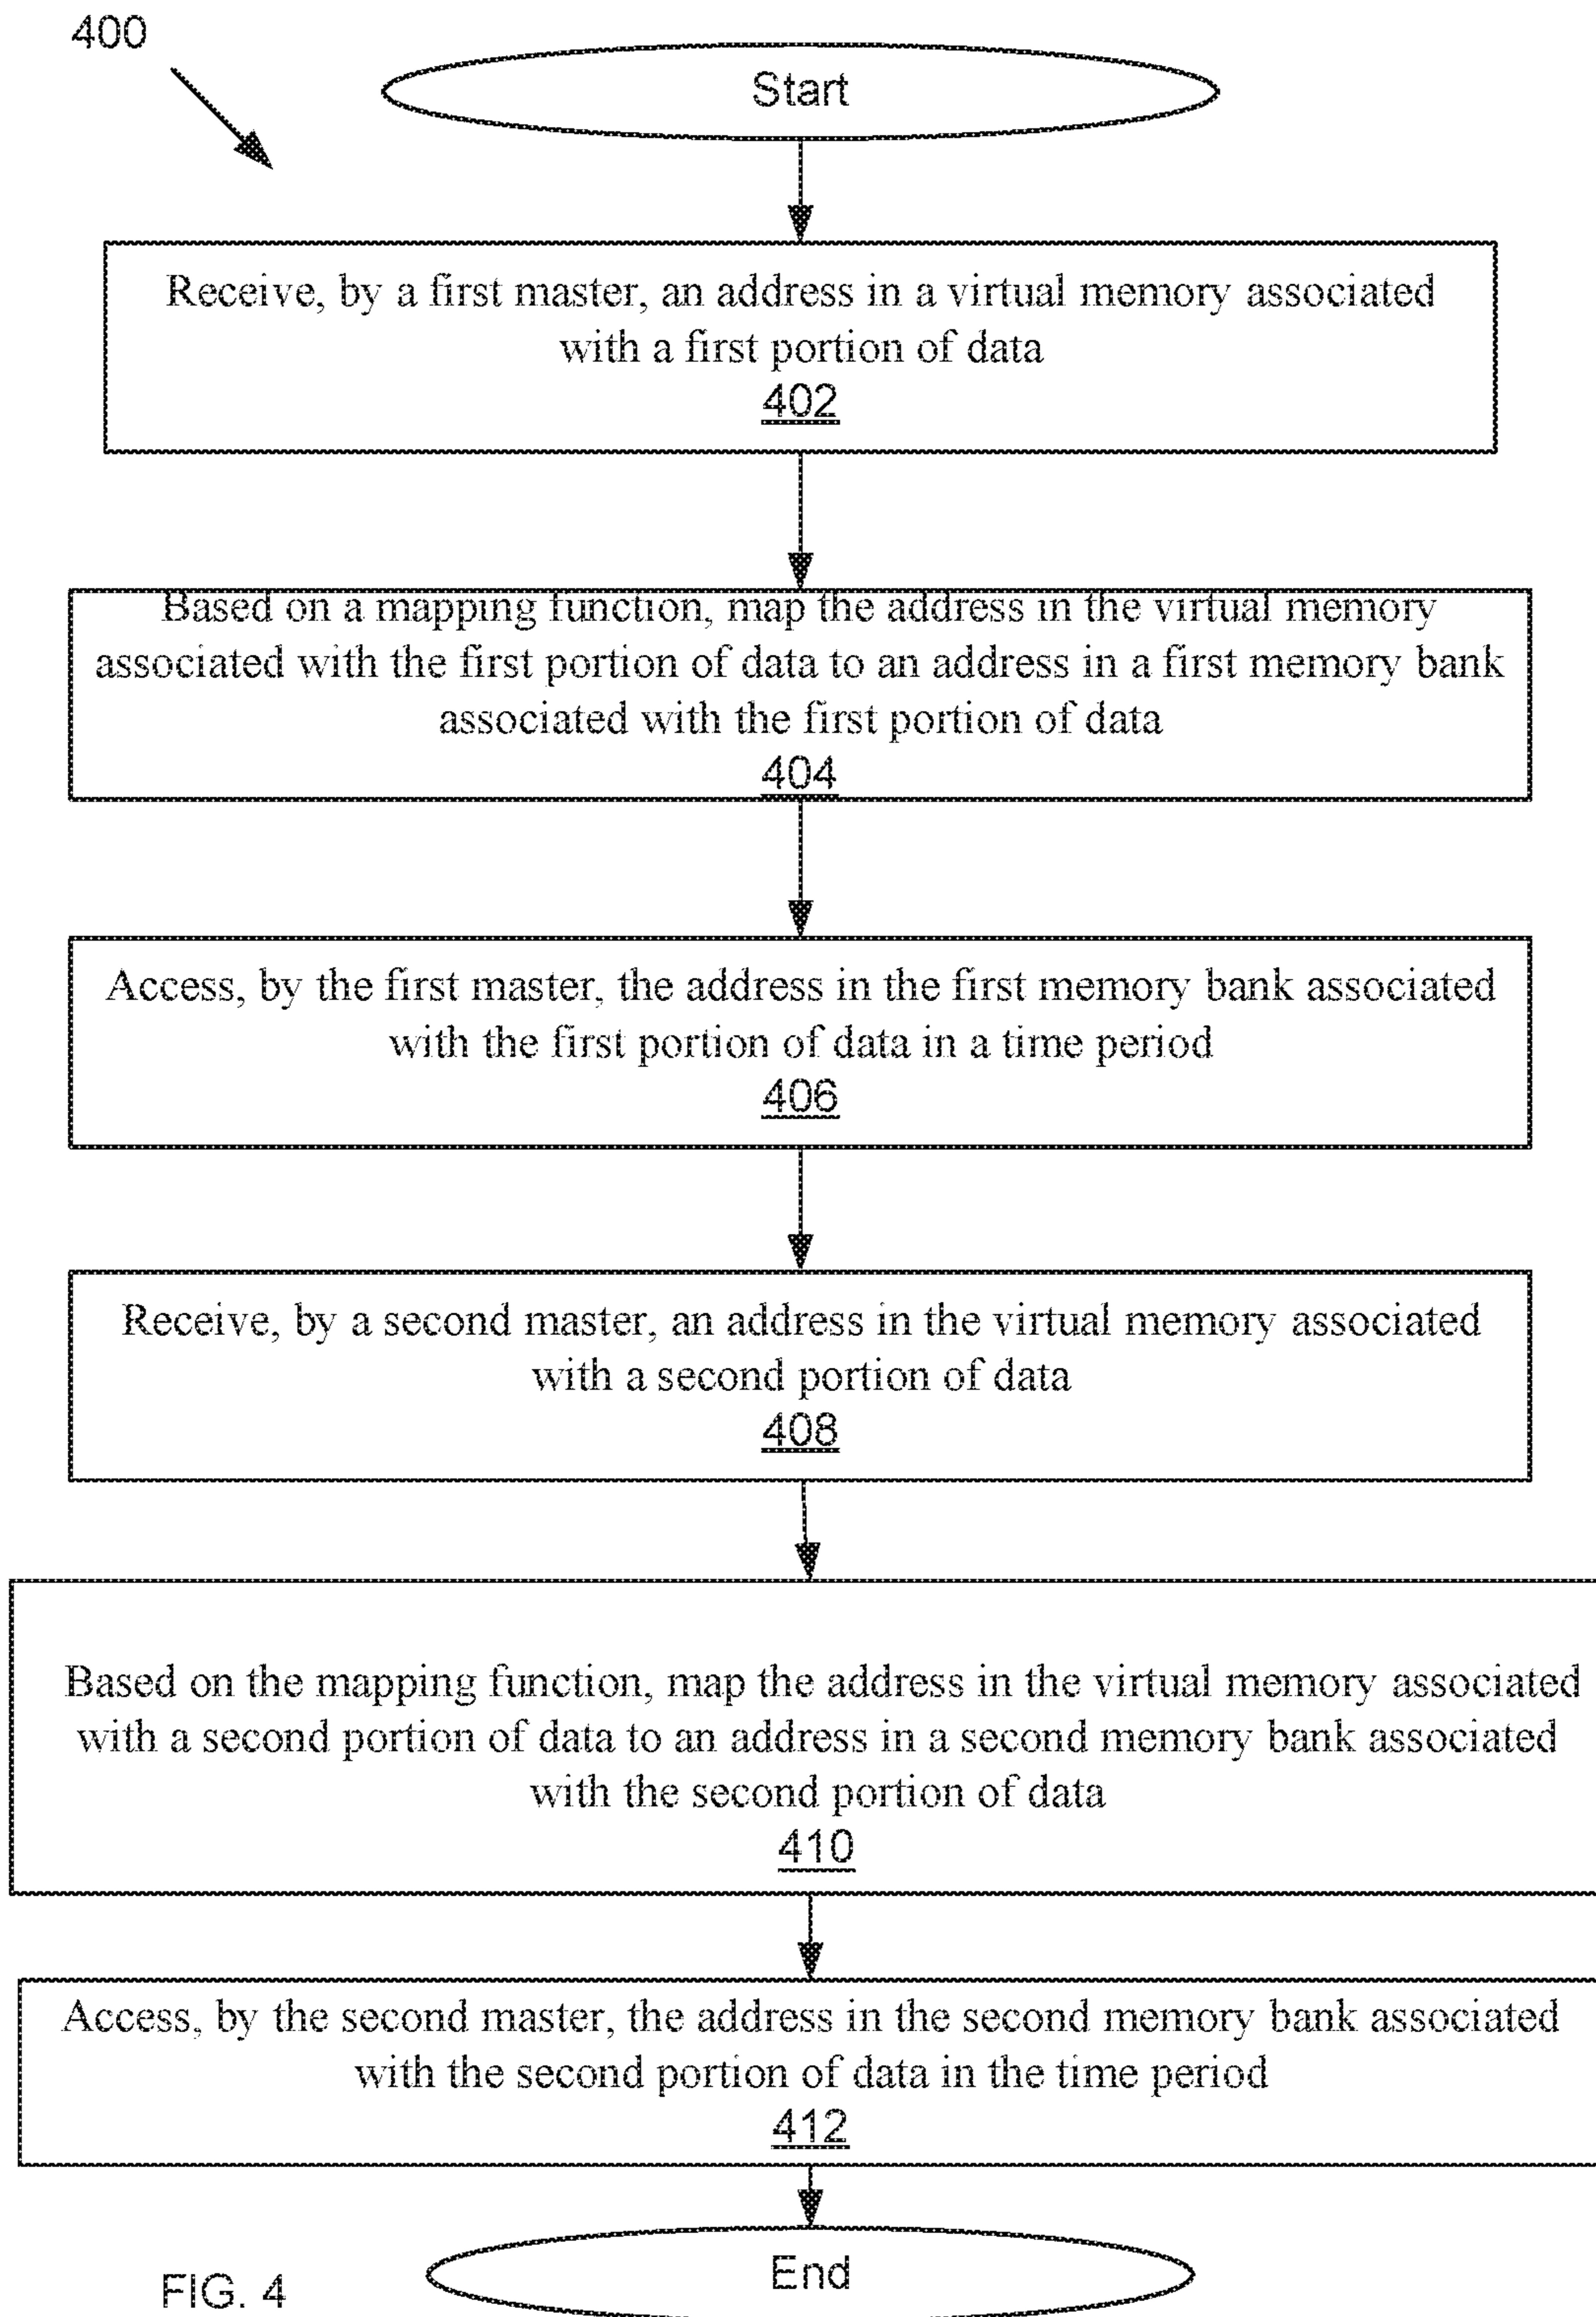 400
Start
Receive, by a first master, an address in a virtual memory associated
with a first portion of data
402
Based on a mapping function, map the address in the virtual memory
associated with the first portion of data to an address in a first memory bank
associated with the first portion of data
404
Access, by the first master, the address in the first memory bank associated
with the first portion of data in a time period
406
Receive, by a second master, an address in the virtual memory associated
with a second portion of data
408
Based on the mapping function, map the address in the virtual memory associated
with a second portion of data to an address in a second memory bank associated
with the second portion of data
410
Access, by the second master, the address in the second memory bank associated
with the second portion of data in the time period
412
End
FIG. 4